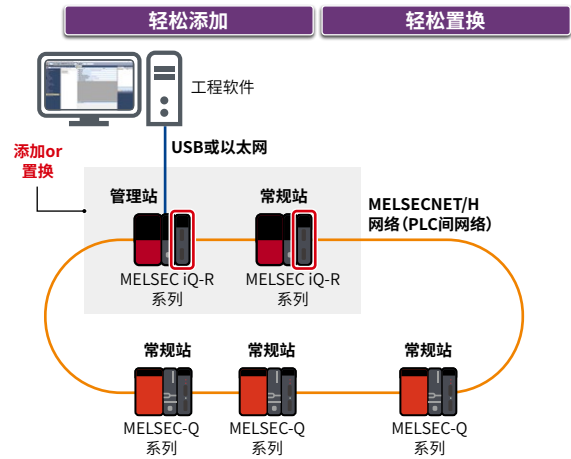 轻松添加
轻松置换
工程软件
USB或以太网
添加or
置换
管理站
常规站
MELSECNET/H
网络（PLC间网络）
MELSEC iQ-R
系列
MELSEC iQ-R
系列
常规站
常规站
常规站
MELSEC-Q
系列
MELSEC-Q
系列
MELSEC-Q
系列